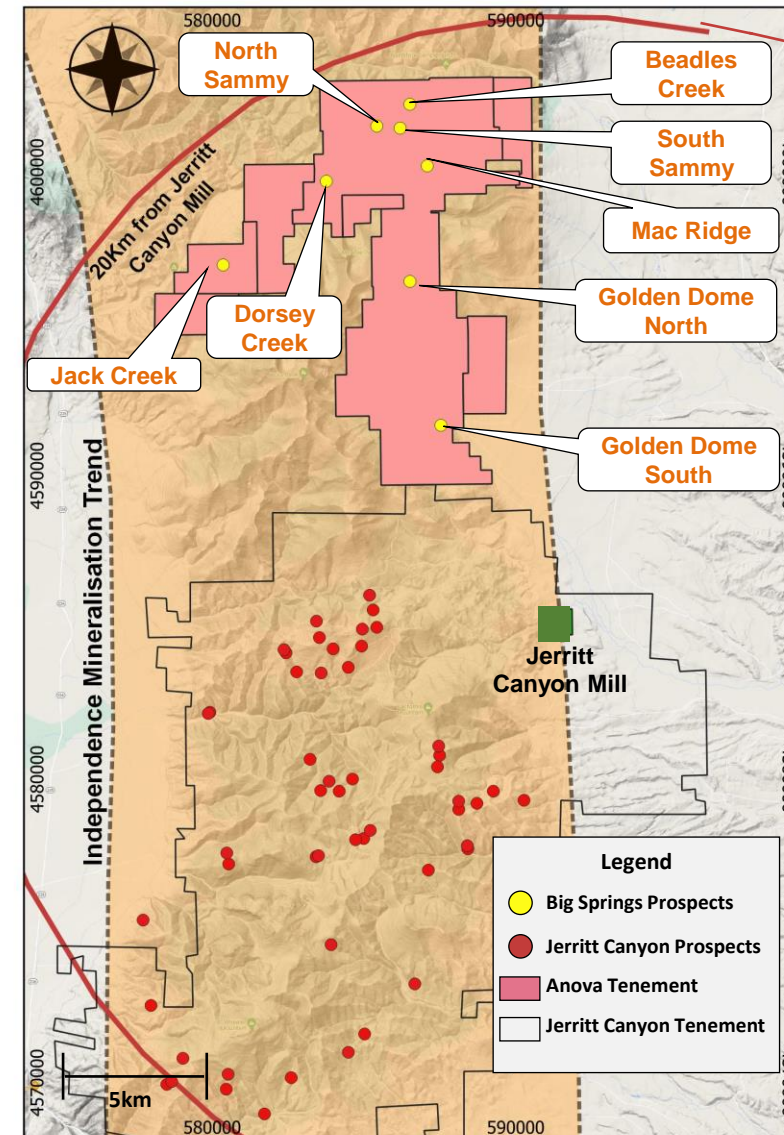 580000
590000
North
Sammy
Beadles
Creek
South
Sammy
4600000
20Km from Jerritt
Canyon Mill
Mac Ridge
Dorsey
Creek
Golden Dome
North
Jack Creek
Golden Dome
South
4590000
Independence Mineralisation Trend
Jerritt
Canyon Mill
4580000
Legend
Big Springs Prospects
Jerritt Canyon Prospects
Anova Tenement
Jerritt Canyon Tenement
4570000
5km
580000
590000